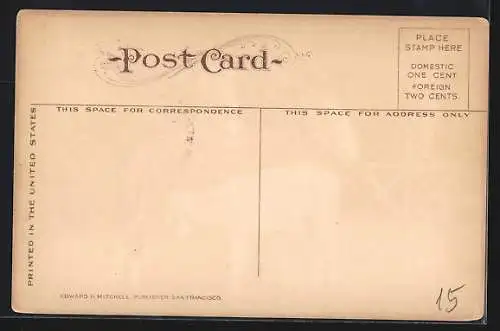 -Post Card-
PLACE
STAMP HERE
DOMESTIC
ONE CENT
FOREIGN
TWO CENTS.
THIS SPACE FOR CORRESPONDENCE
THIS SPACE FOR ADDRESS ONLY
PRINTED IN THE UNITED STATES
EDWARD H. MITCHELL, PUBLISHER SAN FRANCISCO.
15